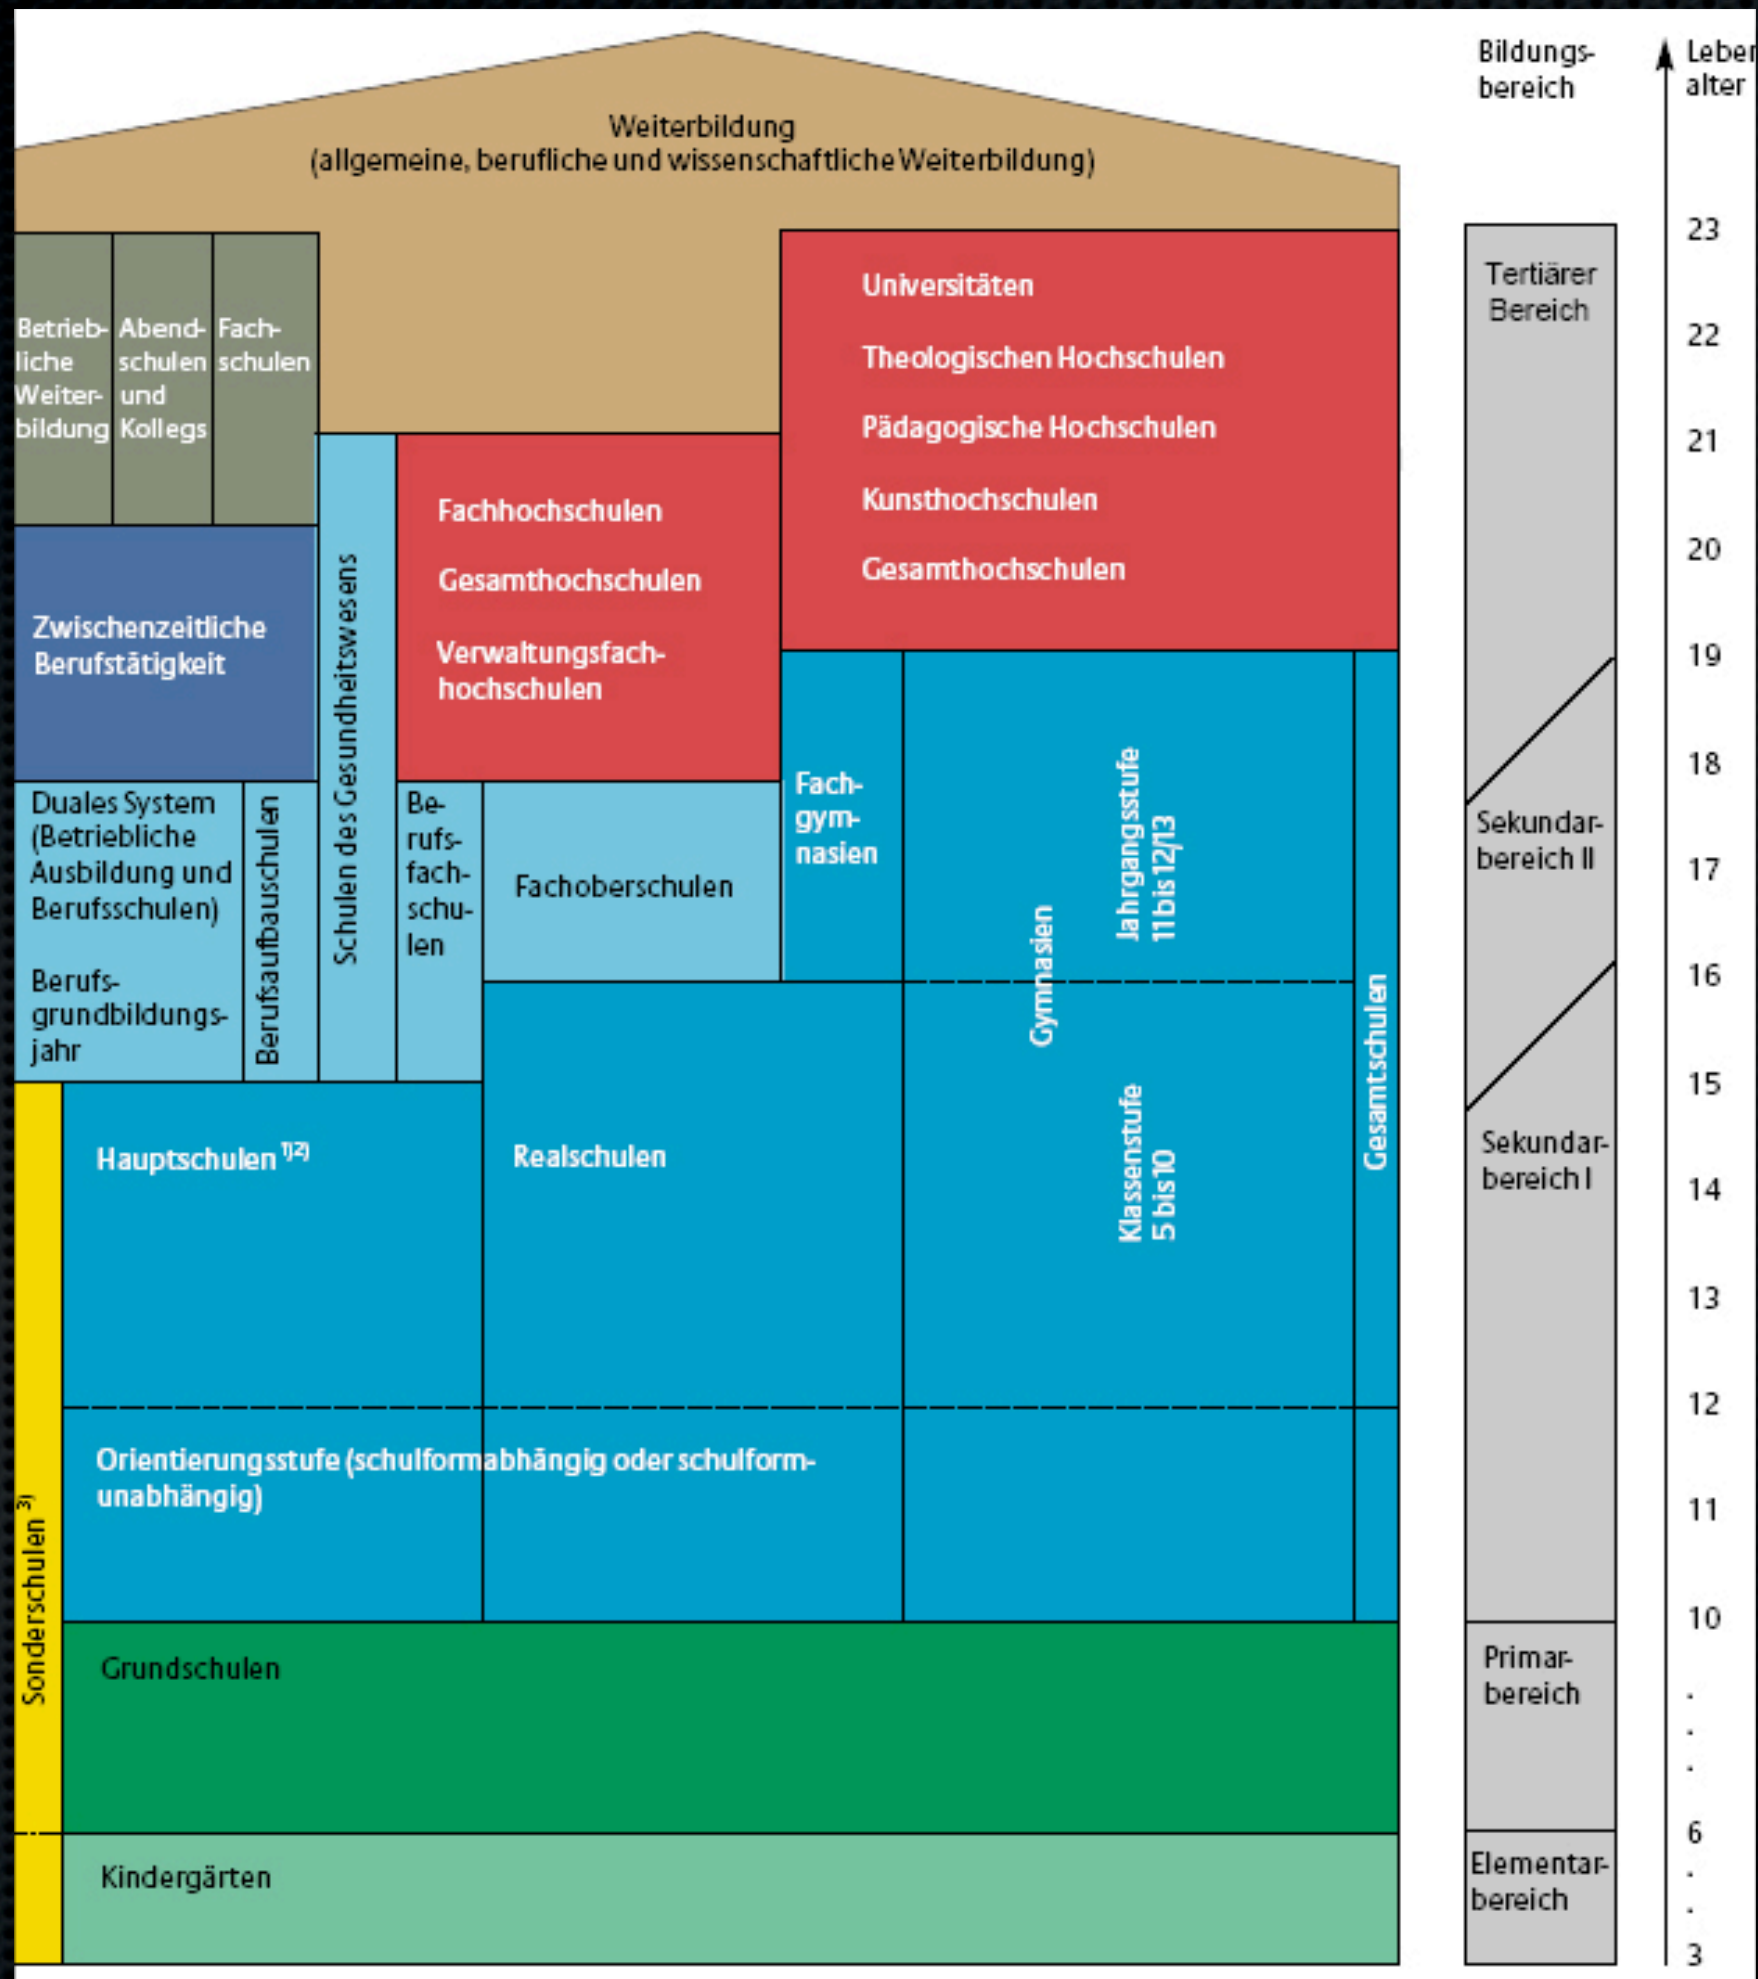 Bildungs-
bereich
Leben
alter
Weiterbildung
(allgemeine, berufliche und wissenschaftliche Weiterbildung)
Betrieb-
liche
Weiter-
bildung
Abend-
schulen
und
Kollegs
Fach-
schulen
Universitäten
Theologischen Hochschulen
Pädagogische Hochschulen
Kunsthochschulen
Gesamthochschulen
Fachhochschulen
Gesamthochschulen
Verwaltungsfach-
hochschulen
Zwischenzeitliche
Berufstätigkeit
Schulen des Gesundheitswesens
Duales System
(Betriebliche
Ausbildung und
Berufsschulen)
Berufs-
grundbildungs-
jahr
Berufsaufbauschulen
Be-
rufs-
fach-
schu-
len
Fachoberschulen
Fach-
gym-
nasien
Gymnasien
Jahrgangsstufe
11 bis 12/13
Klassenstufe
5 bis 10
Gesamtschulen
Hauptschulen 1)2)
Realschulen
Orientierungsstufe (schulformabhängig oder schulform-
unabhängig)
Sonderschulen 3)
Grundschulen
Kindergärten
Tertiärer
Bereich
Sekundar-
bereich II
Sekundar-
bereich I
Primar-
bereich
Elementar-
bereich
23
22
21
20
19
18
17
16
15
14
13
12
11
10
.
.
.
6
.
.
3